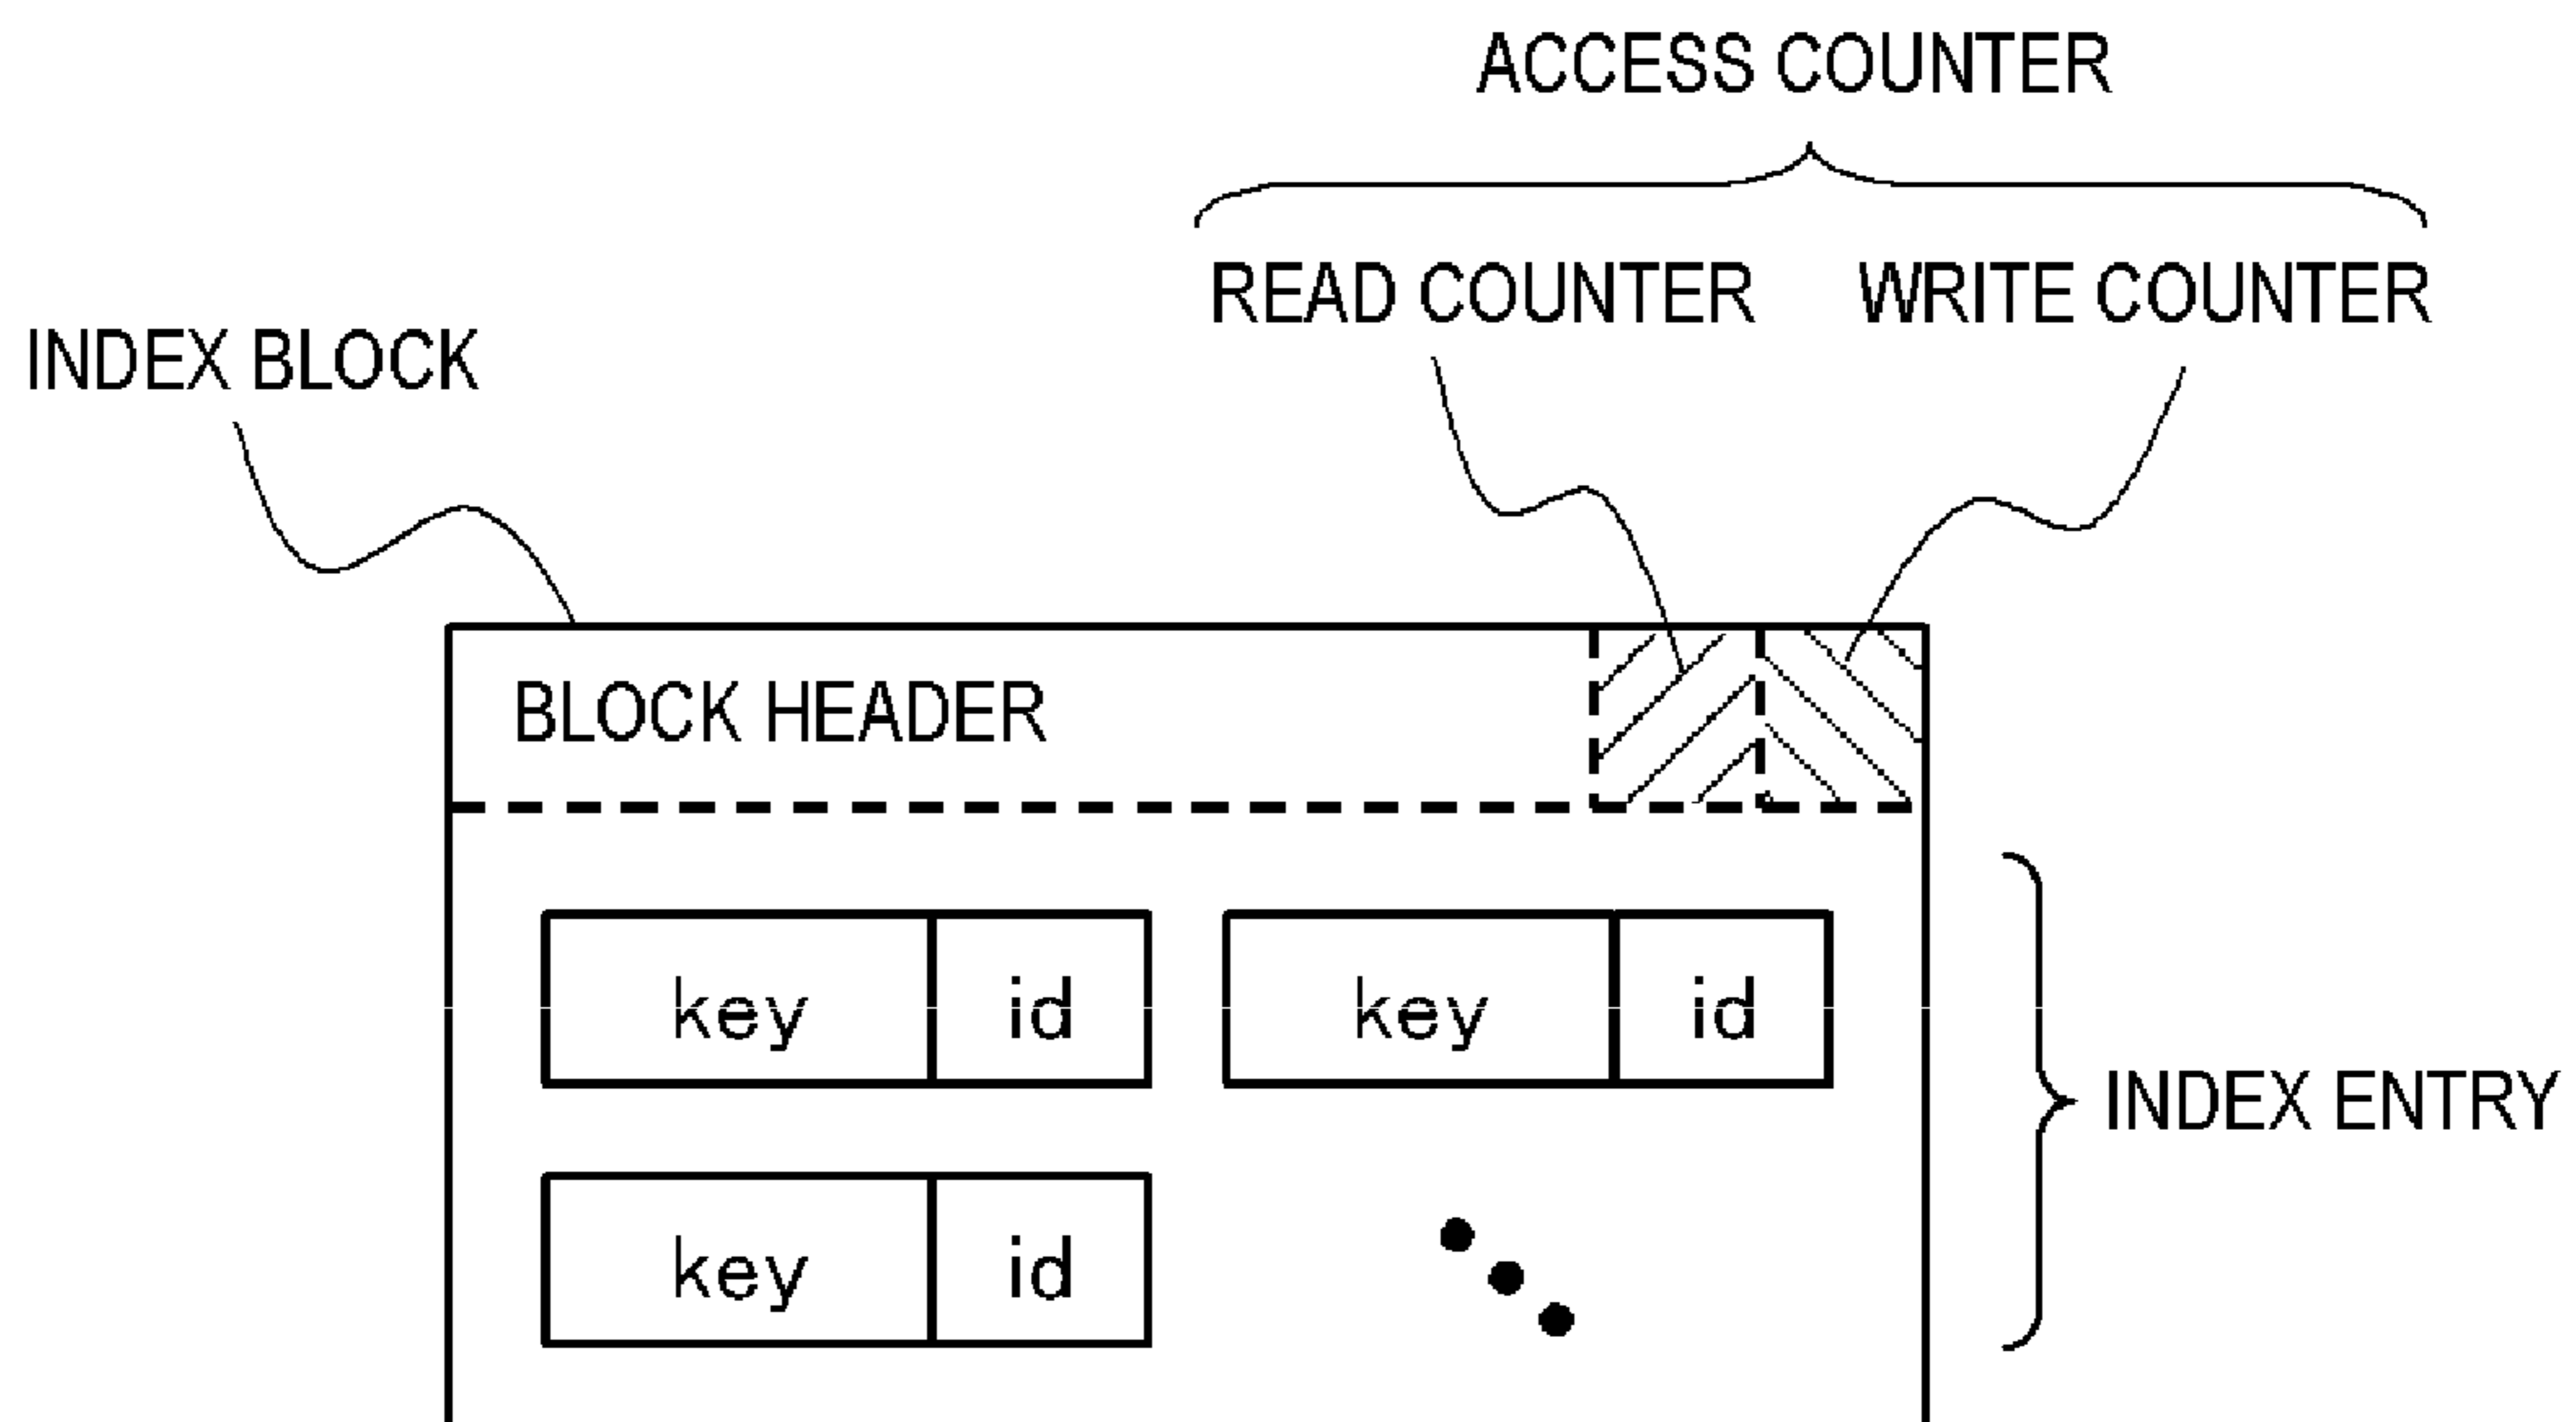 ACCESS COUNTER
READ COUNTER WRITE COUNTER
INDEX BLOCK
BLOCK HEADER
key id key id
INDEX ENTRY
key id